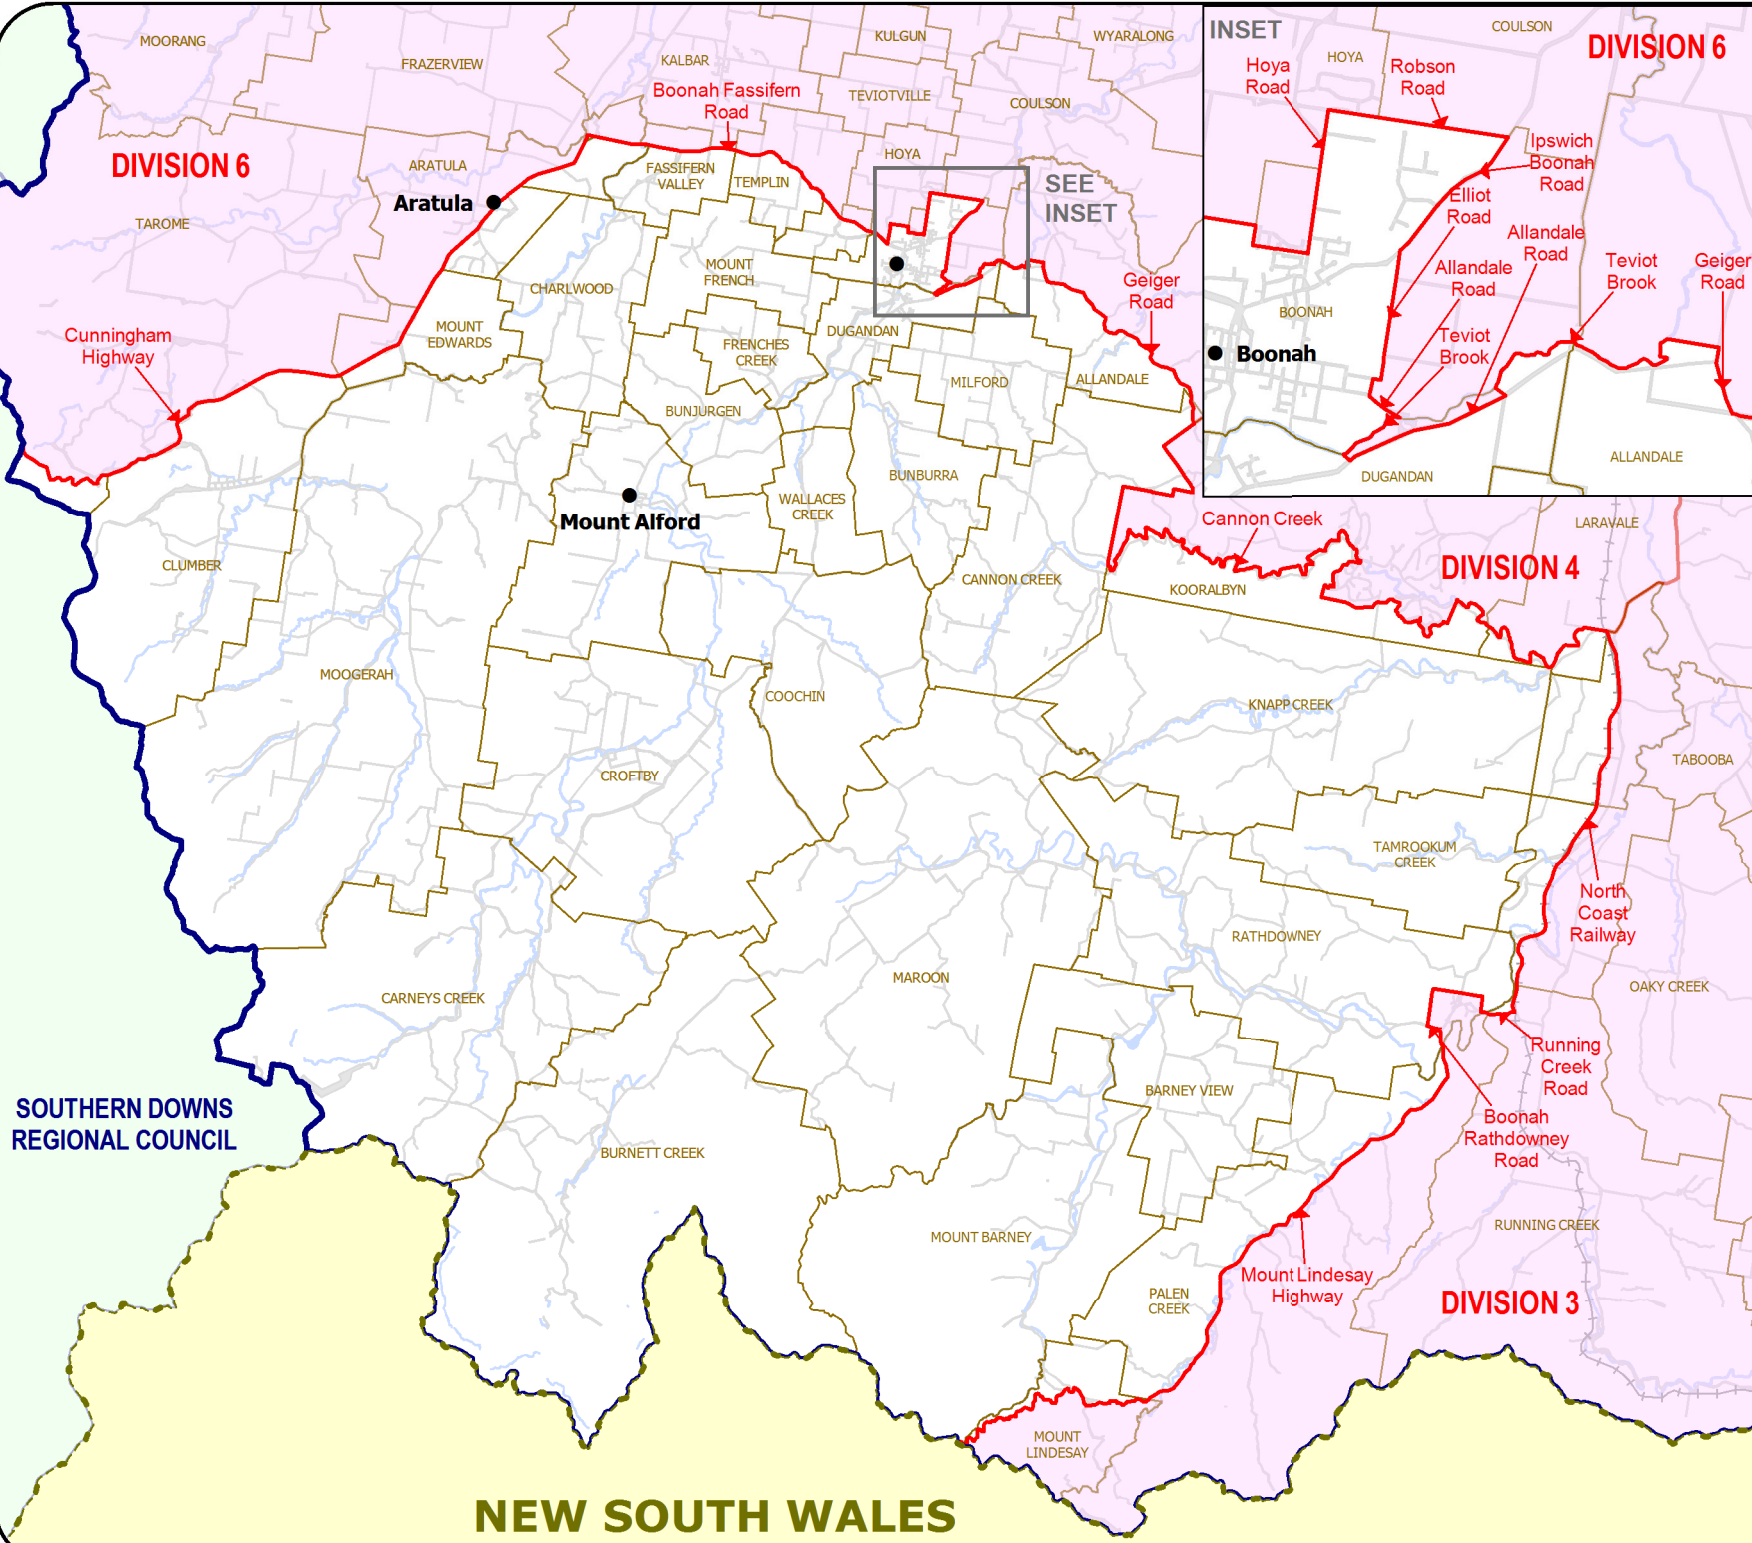 MOORANG
FRAZERVIEW
KALBAR
KULGUN
WYARALONG
TEVIOTVILLE
COULSON
Boonah Fassifern
Road
DIVISION 6
ARATULA
HOYA
FASSIFERN
VALLEY
TEMPLIN
SEE
INSET
Aratula
TAROME
MOUNT
FRENCH
CHARLWOOD
Geiger
Road
MOUNT
EDWARDS
DUGANDAN
FRENCHES
CREEK
Cunningham
Highway
MILFORD
ALLANDALE
BUNJURGEN
BUNBURRA
WALLACES
CREEK
Mount Alford
INSET
COULSON
DIVISION 6
HOYA
Hoya
Road
Robson
Road
Ipswich
Boonah
Road
Elliot
Road
Allandale
Road
Allandale
Road
Teviot
Brook
Geiger
Road
BOONAH
Teviot
Brook
Boonah
ALLANDALE
DUGANDAN
Cannon Creek
LARAVALE
DIVISION 4
CLUMBER
CANNON CREEK
KOORALBYN
MOOGERAH
COOCHIN
KNAPP CREEK
TABOOBA
CROFTBY
TAMROOKUM
CREEK
North
Coast
Railway
RATHDOWNEY
MAROON
CARNEYS CREEK
OAKY CREEK
Running
Creek
Road
BARNEY VIEW
SOUTHERN DOWNS
REGIONAL COUNCIL
Boonah
Rathdowney
Road
BURNETT CREEK
RUNNING CREEK
MOUNT BARNEY
Mount Lindesay
Highway
PALEN
CREEK
DIVISION 3
MOUNT
LINDESAY
NEW SOUTH WALES